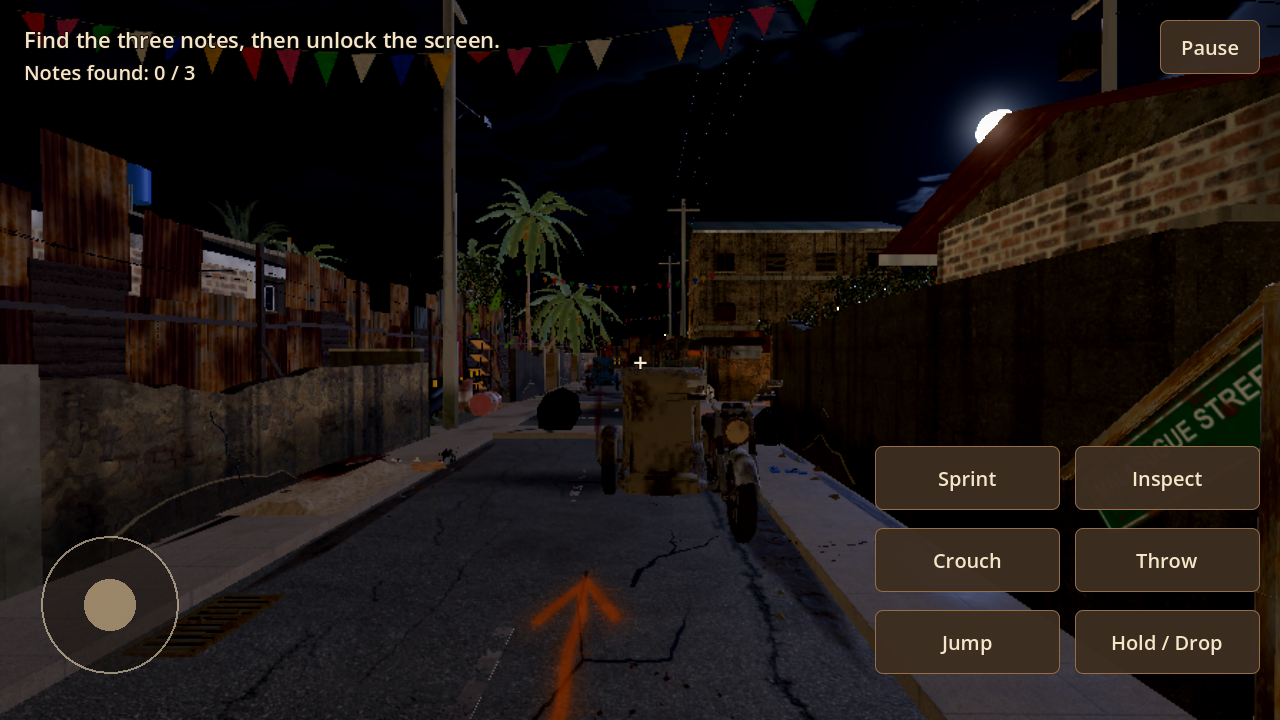 Find the three notes, then unlock the screen.
Notes found: 0 / 3
Pause
Sprint
Inspect
Crouch
Throw
Jump
Hold / Drop